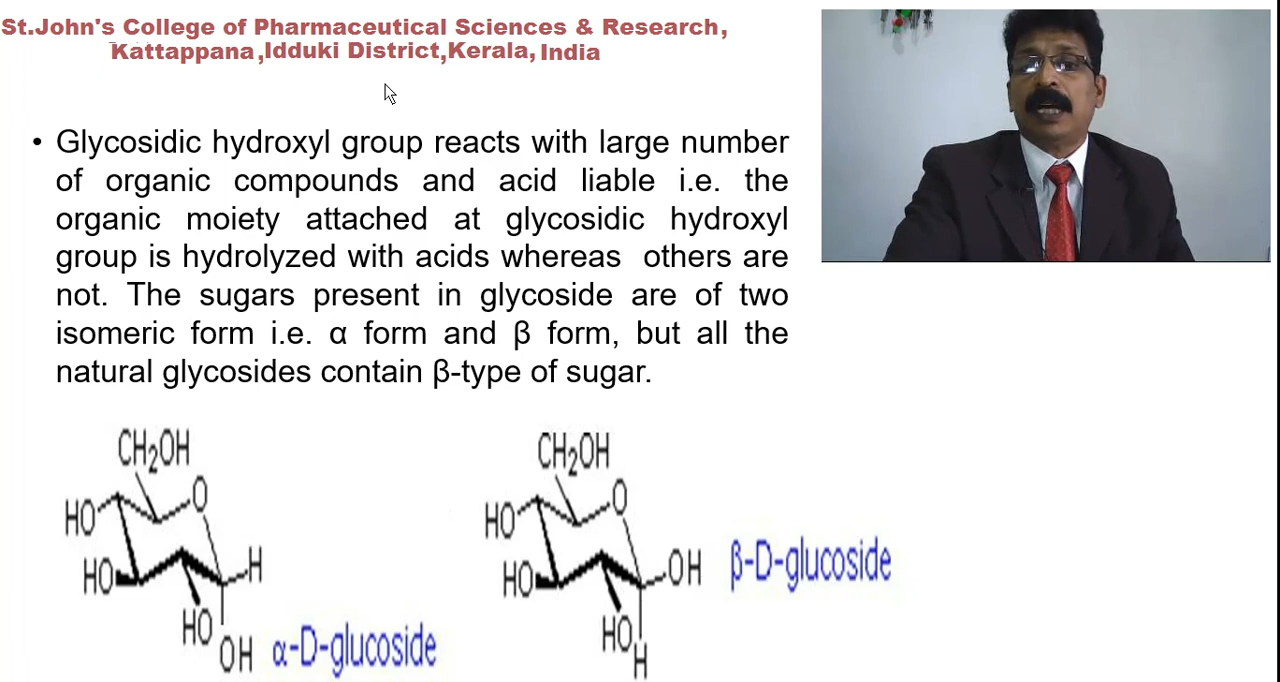 St.John's College of Pharmaceutical Sciences & Research,
Kattappana,Idduki District,Kerala, India
• Glycosidic hydroxyl group reacts with large number
of organic compounds and acid liable i.e. the
organic moiety attached at glycosidic hydroxyl
group is hydrolyzed with acids whereas others are
not. The sugars present in glycoside are of two
isomeric form i.e. α form and β form, but all the
natural glycosides contain β-type of sugar.
CH2OH
O
HO
HO
H
HO
OH
α-D-glucoside
CH2OH
O
HO
HO
OH
HO
H
β-D-glucoside